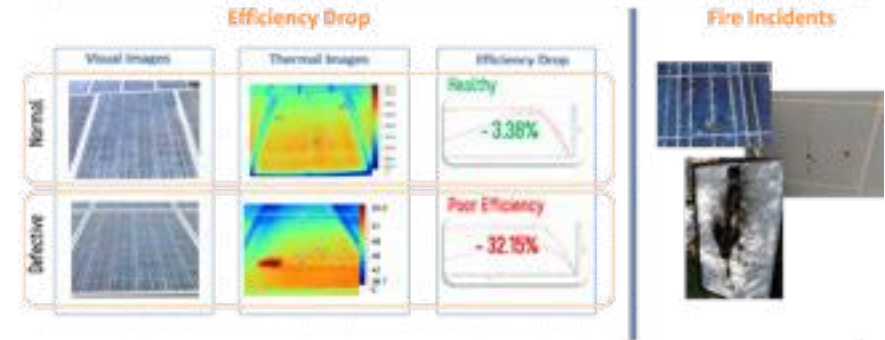 Efficiency Drop
Fire Incidents
Visual Images
Thermal Images
Efficiency Drop
Normal
Healthy
- 3.38%
Defective
Poor Efficiency
- 32.15%